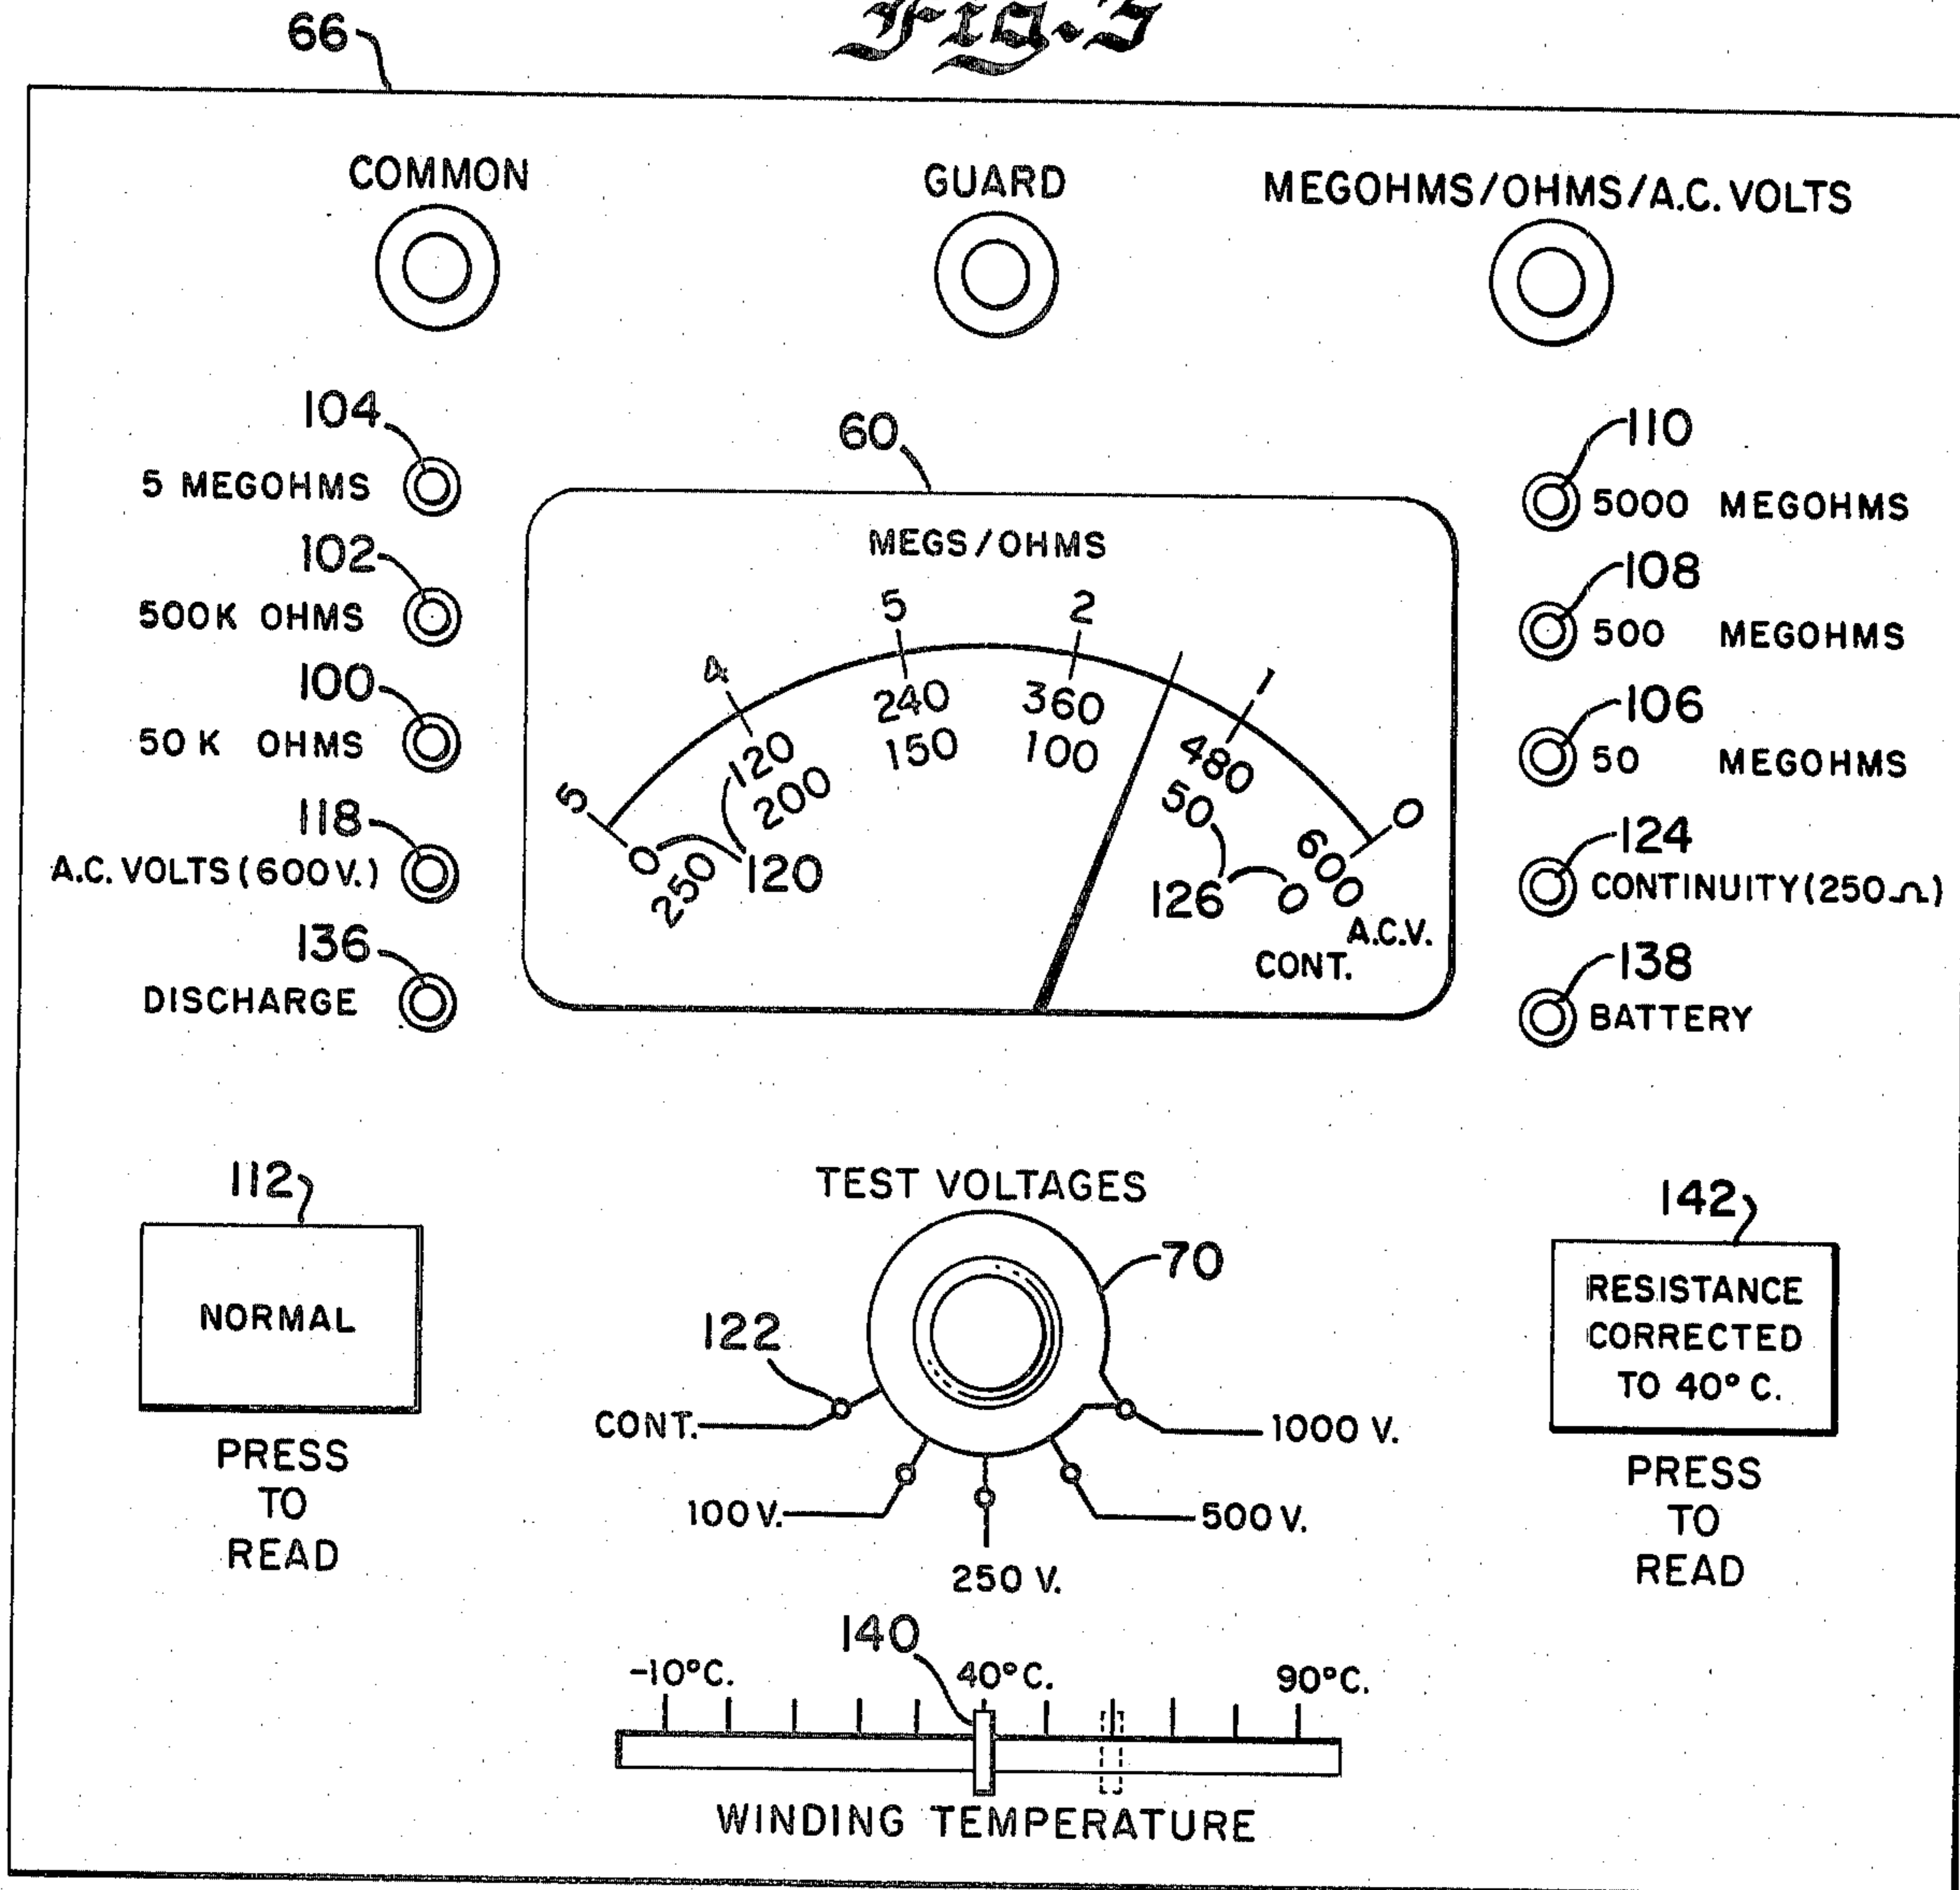 Fig-5
66
COMMON
GUARD
MEGOHMS/OHMS/A.C. VOLTS
104
5 MEGOHMS
102
500K OHMS
100
50 K OHMS
118
A.C. VOLTS (600V.)
136
DISCHARGE
60
MEGS/OHMS
5 4 5 2 1 0
0 120 240 360 480 600
250 200 150 100 50 0
120
126
A.C.V.
CONT.
110
5000 MEGOHMS
108
500 MEGOHMS
106
50 MEGOHMS
124
CONTINUITY (250Ω)
138
BATTERY
112
NORMAL
PRESS
TO
READ
TEST VOLTAGES
70
122
CONT.
100 V.
250 V.
500 V.
1000 V.
142
RESISTANCE
CORRECTED
TO 40° C.
PRESS
TO
READ
140
-10°C. 40°C. 90°C.
WINDING TEMPERATURE